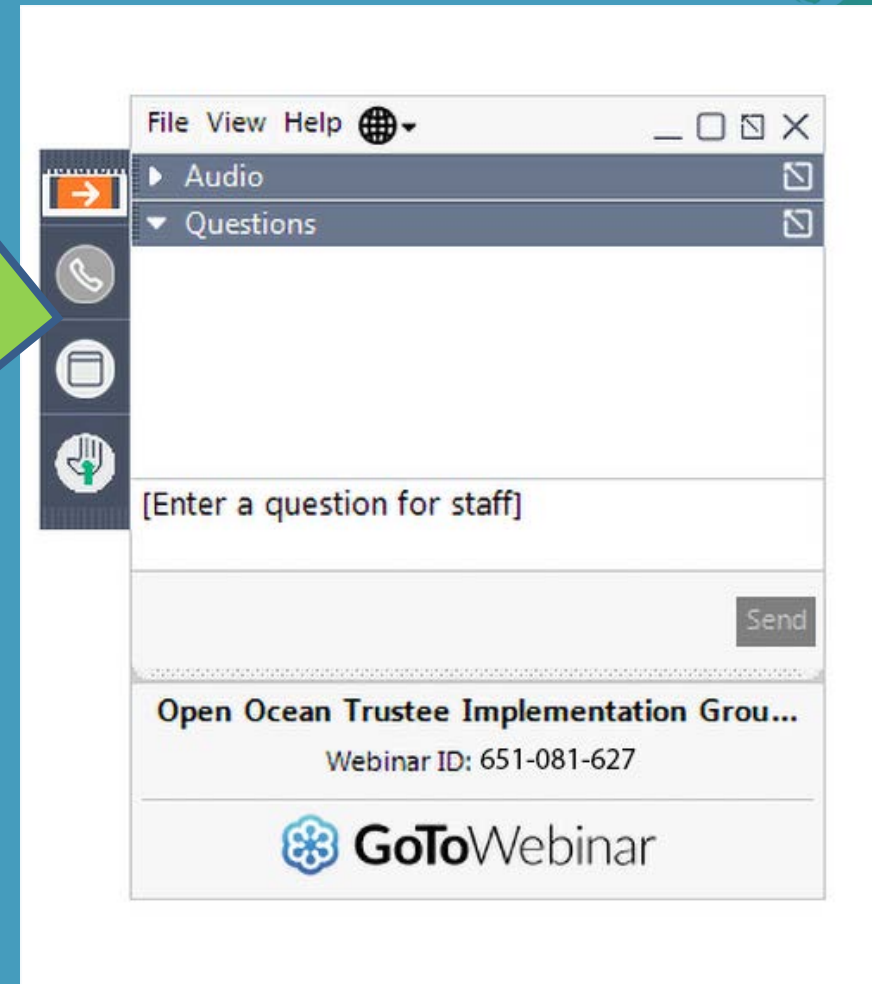 File View Help
Audio
Questions
[Enter a question for staff]
Send
Open Ocean Trustee Implementation Grou...
Webinar ID: 651-081-627
GoToWebinar